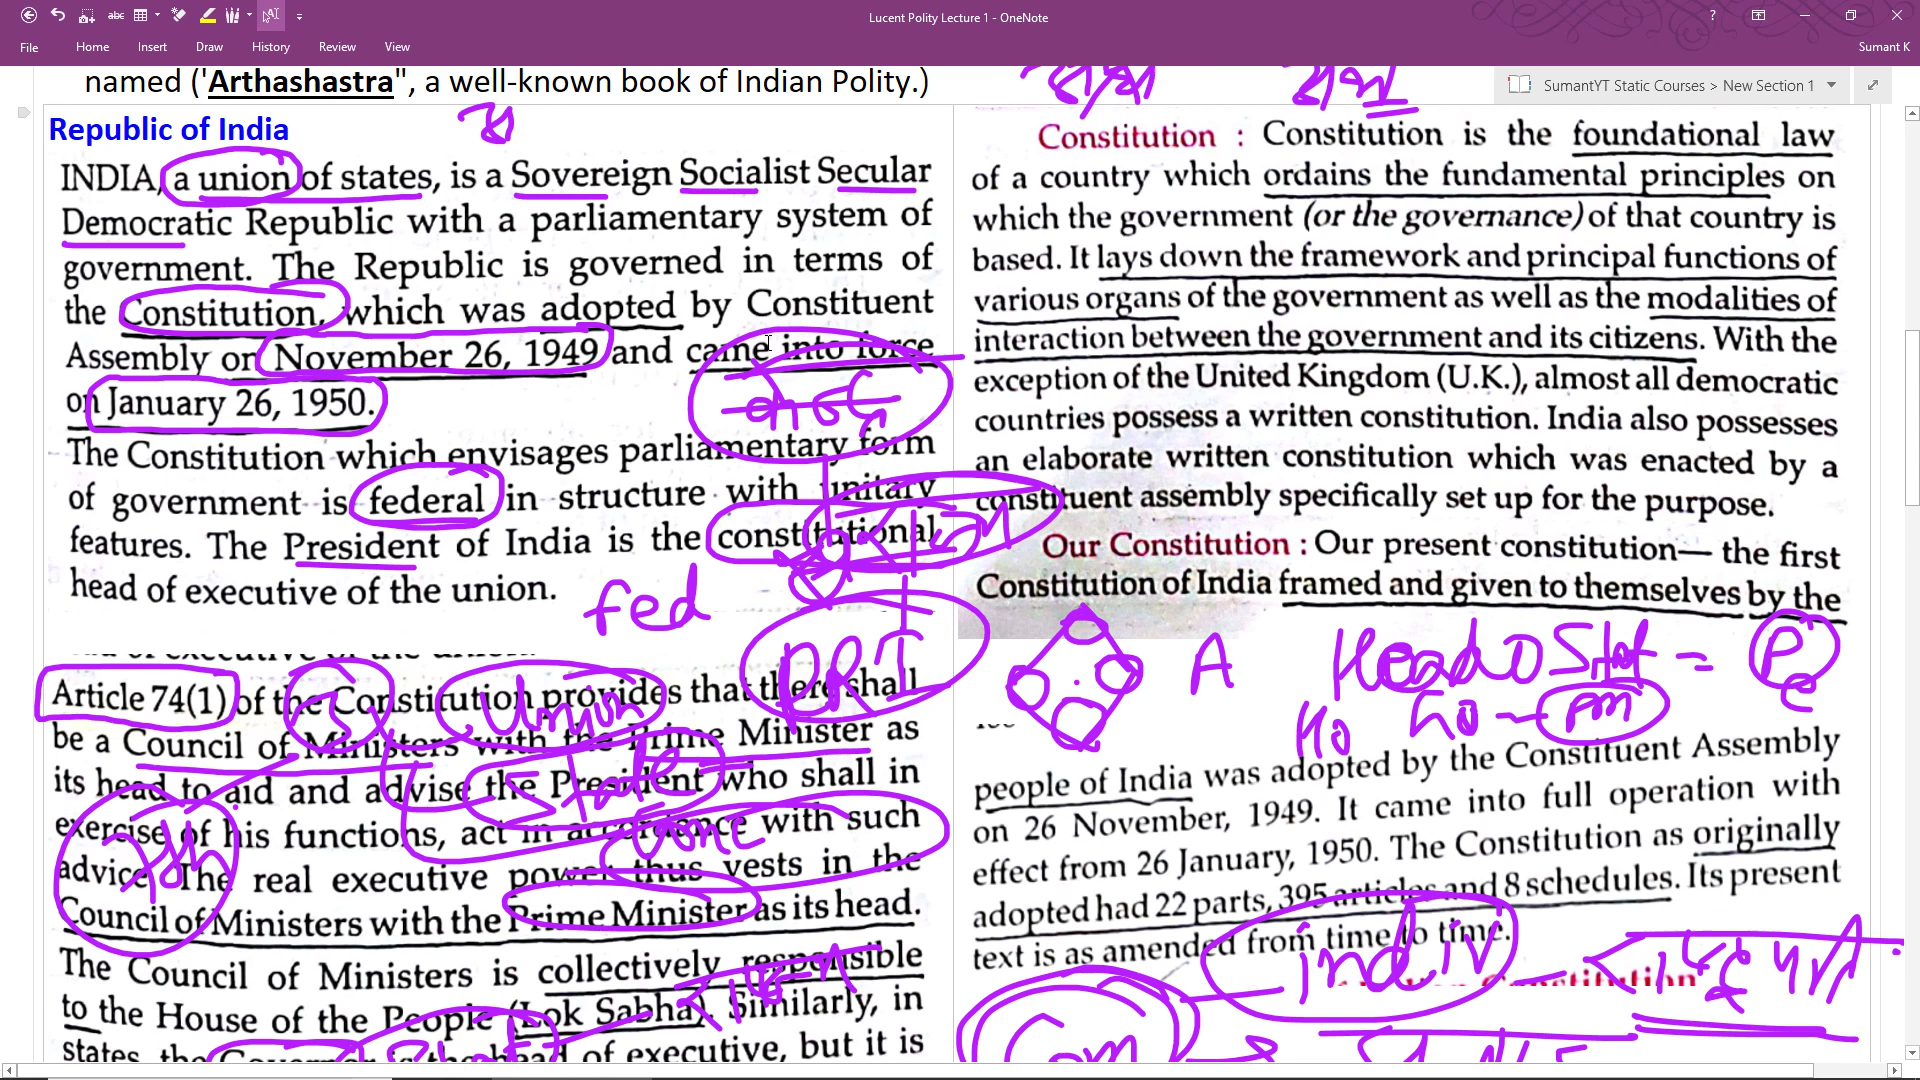 Lucent Polity Lecture 1 - OneNote
File Home Insert Draw History Review View
Sumant K
SumantYT Static Courses > New Section 1
named ('Arthashastra", a well-known book of Indian Polity.)
Republic of India
INDIA, a union of states, is a Sovereign Socialist Secular
Democratic Republic with a parliamentary system of
government. The Republic is governed in terms of
the Constitution, which was adopted by Constituent
Assembly on November 26, 1949 and came into force
on January 26, 1950.
The Constitution which envisages parliamentary form
of government is federal in structure with unitary
features. The President of India is the constitutional
head of executive of the union.
fed
Article 74(1) of the Constitution provides that there shall
be a Council of Ministers with the Prime Minister as
its head to aid and advise the President who shall in
exercise of his functions, act in accordance with such
advice. The real executive power thus vests in the
Council of Ministers with the Prime Minister as its head.
The Council of Ministers is collectively responsible
to the House of the People (Lok Sabha). Similarly, in
states, the Governor is the head of executive, but it is
Union
State
Constitution : Constitution is the foundational law
of a country which ordains the fundamental principles on
which the government (or the governance) of that country is
based. It lays down the framework and principal functions of
various organs of the government as well as the modalities of
interaction between the government and its citizens. With the
exception of the United Kingdom (U.K.), almost all democratic
countries possess a written constitution. India also possesses
an elaborate written constitution which was enacted by a
constituent assembly specifically set up for the purpose.
Our Constitution : Our present constitution— the first
Constitution of India framed and given to themselves by the
A
Head O Stat = P
Ho Go - PM
people of India was adopted by the Constituent Assembly
on 26 November, 1949. It came into full operation with
effect from 26 January, 1950. The Constitution as originally
adopted had 22 parts, 395 articles and 8 schedules. Its present
text is as amended from time to time.
indiv